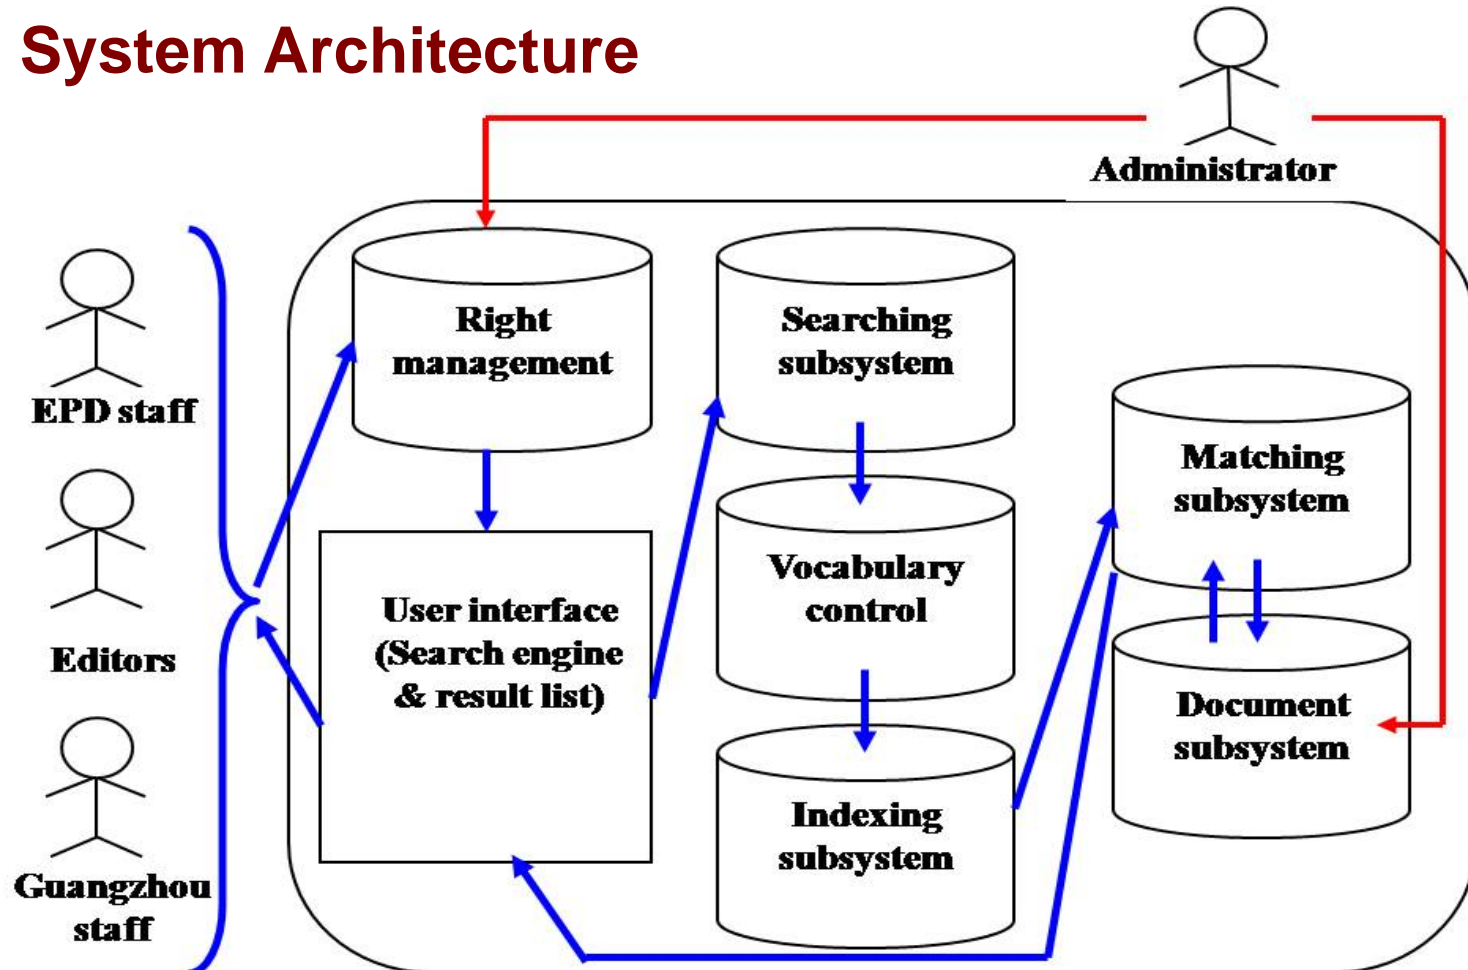 System Architecture
Administrator
EPD staff
Editors
Guangzhou
staff
Right
management
User interface
(Search engine
& result list)
Searching
subsystem
Vocabulary
control
Indexing
subsystem
Matching
subsystem
Document
subsystem